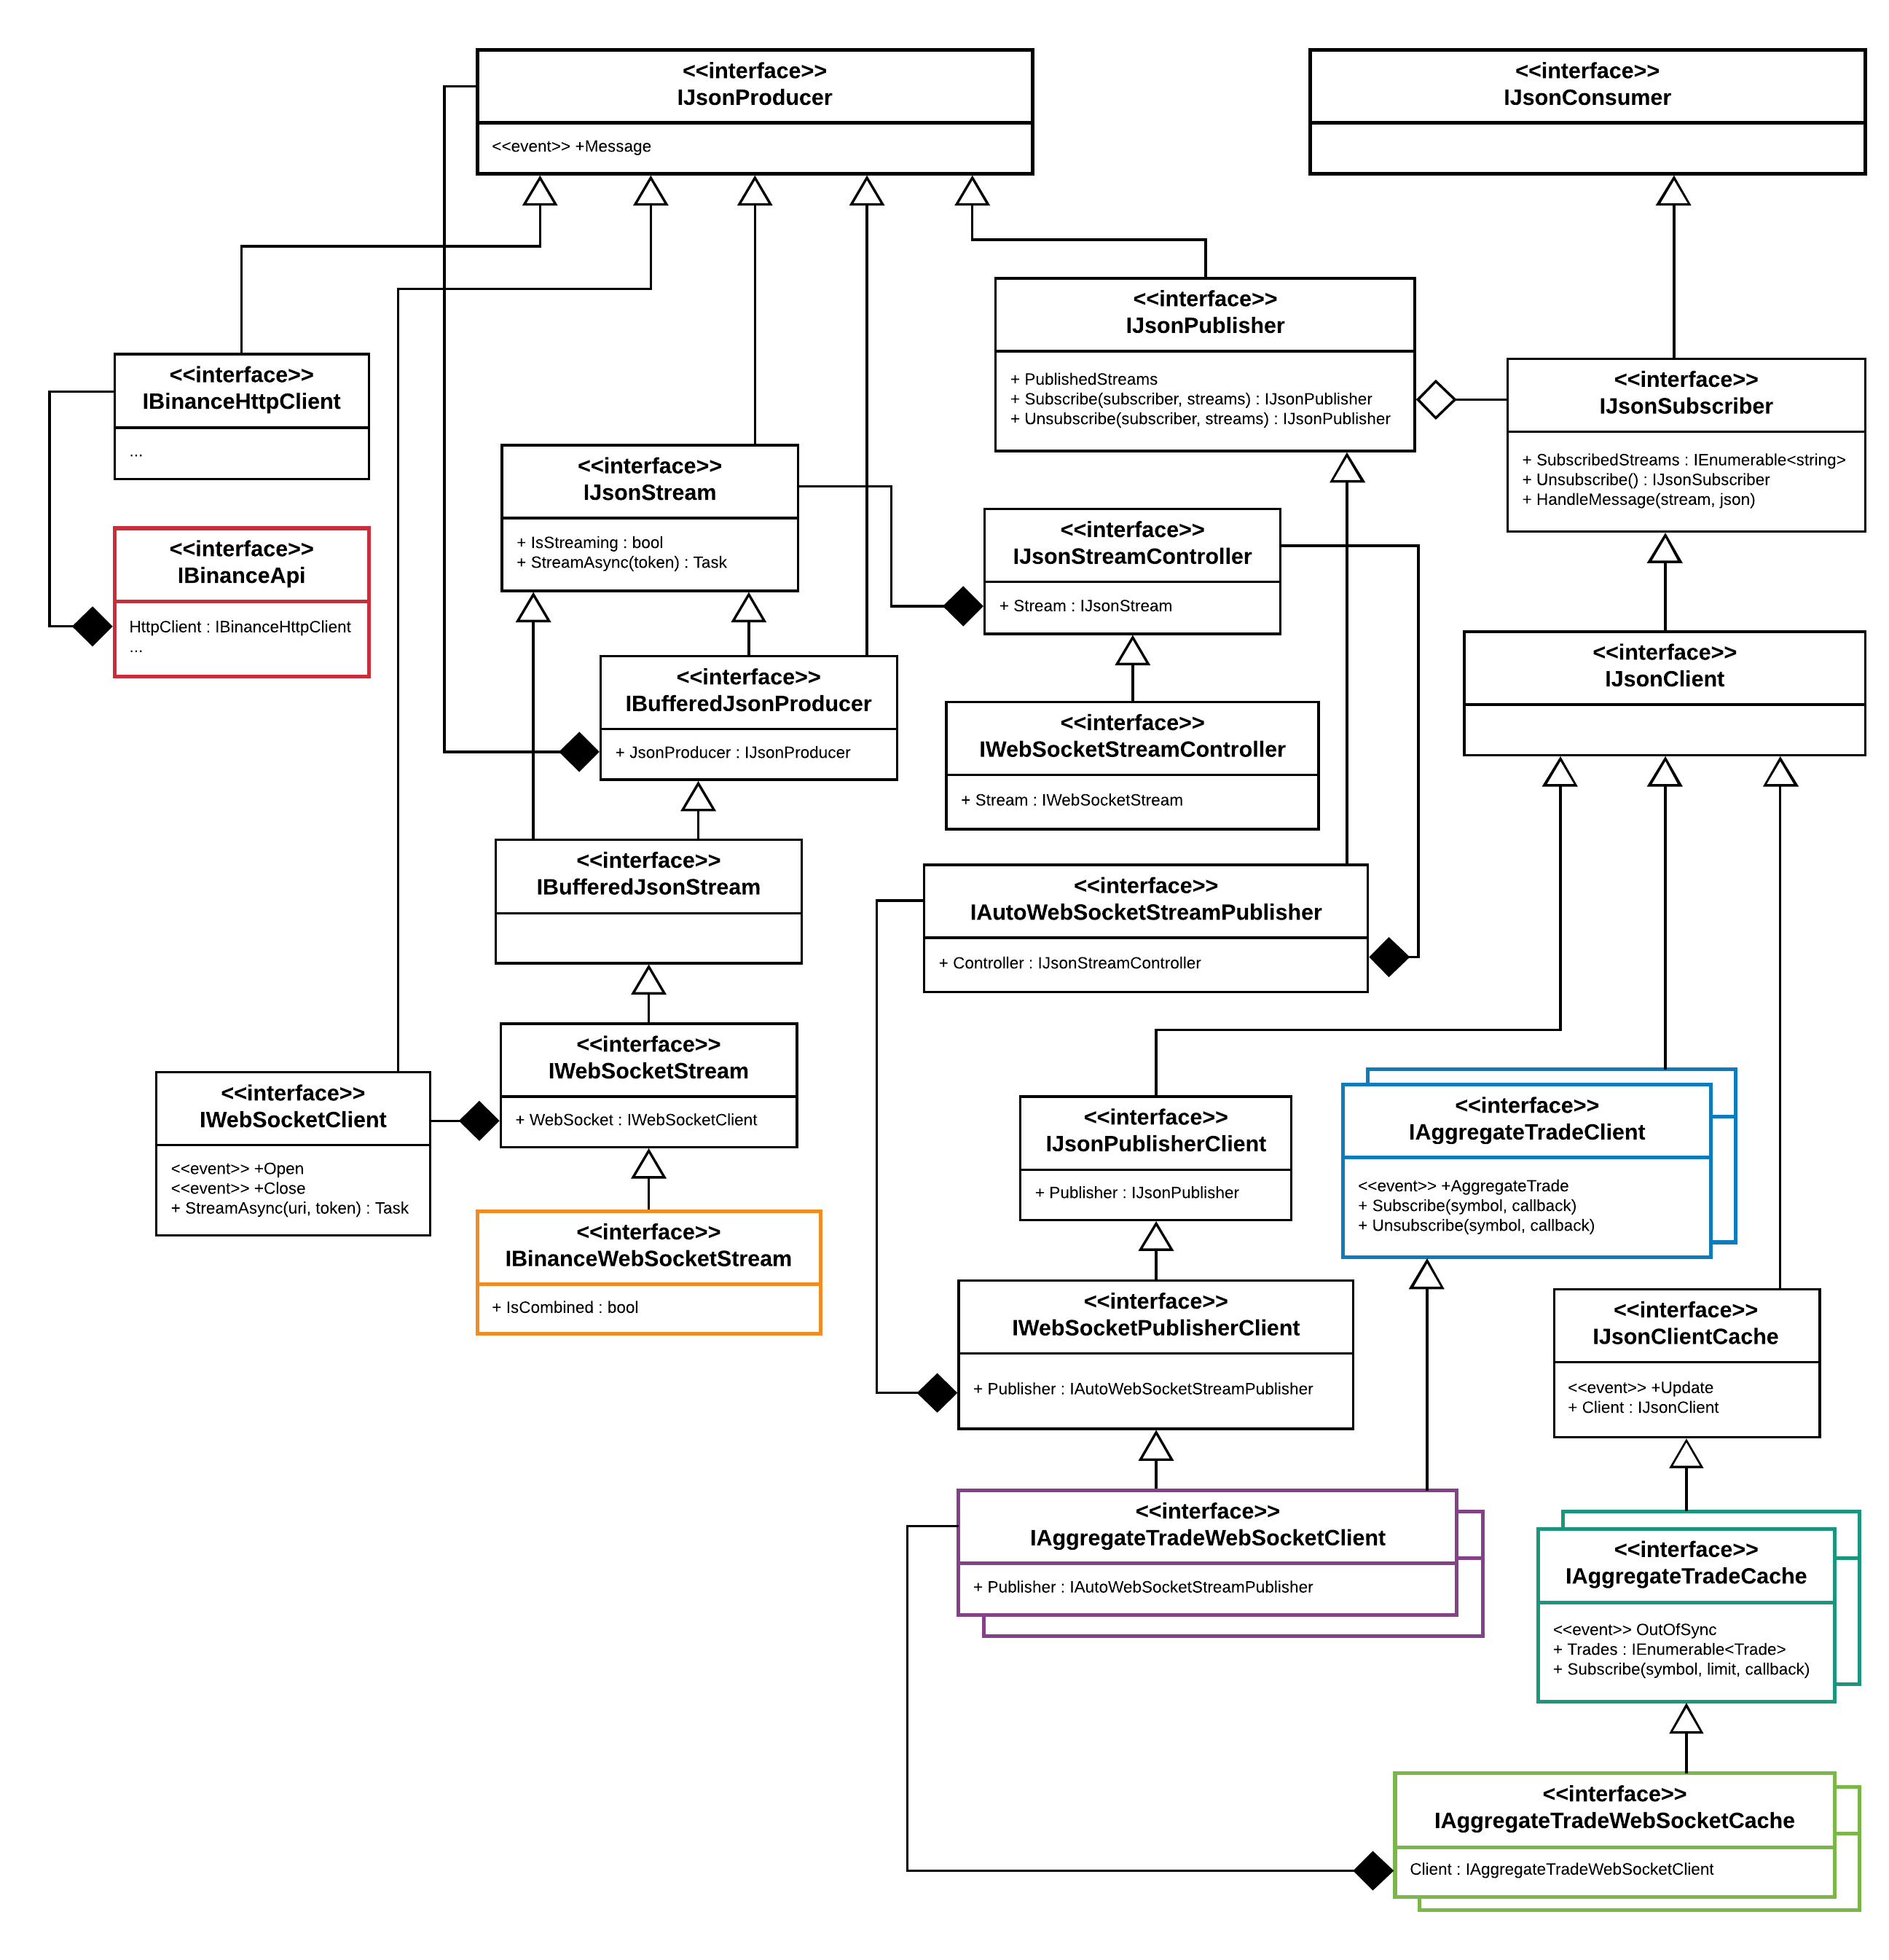 <<interface>>
IJsonProducer
<<event>> +Message
<<interface>>
IJsonConsumer
<<interface>>
IJsonPublisher
+ PublishedStreams
+ Subscribe(subscriber, streams) : IJsonPublisher
+ Unsubscribe(subscriber, streams) : IJsonPublisher
<<interface>>
IBinanceHttpClient
...
<<interface>>
IJsonSubscriber
+ SubscribedStreams : IEnumerable<string>
+ Unsubscribe() : IJsonSubscriber
+ HandleMessage(stream, json)
<<interface>>
IJsonStream
+ IsStreaming : bool
+ StreamAsync(token) : Task
<<interface>>
IJsonStreamController
+ Stream : IJsonStream
<<interface>>
IBinanceApi
HttpClient : IBinanceHttpClient
...
<<interface>>
IJsonClient
<<interface>>
IBufferedJsonProducer
+ JsonProducer : IJsonProducer
<<interface>>
IWebSocketStreamController
+ Stream : IWebSocketStream
<<interface>>
IBufferedJsonStream
<<interface>>
IAutoWebSocketStreamPublisher
+ Controller : IJsonStreamController
<<interface>>
IWebSocketStream
+ WebSocket : IWebSocketClient
<<interface>>
IWebSocketClient
<<event>> +Open
<<event>> +Close
+ StreamAsync(uri, token) : Task
<<interface>>
IJsonPublisherClient
+ Publisher : IJsonPublisher
<<interface>>
IAggregateTradeClient
<<event>> +AggregateTrade
+ Subscribe(symbol, callback)
+ Unsubscribe(symbol, callback)
<<interface>>
IBinanceWebSocketStream
+ IsCombined : bool
<<interface>>
IWebSocketPublisherClient
+ Publisher : IAutoWebSocketStreamPublisher
<<interface>>
IJsonClientCache
<<event>> +Update
+ Client : IJsonClient
<<interface>>
IAggregateTradeWebSocketClient
+ Publisher : IAutoWebSocketStreamPublisher
<<interface>>
IAggregateTradeCache
<<event>> OutOfSync
+ Trades : IEnumerable<Trade>
+ Subscribe(symbol, limit, callback)
<<interface>>
IAggregateTradeWebSocketCache
Client : IAggregateTradeWebSocketClient